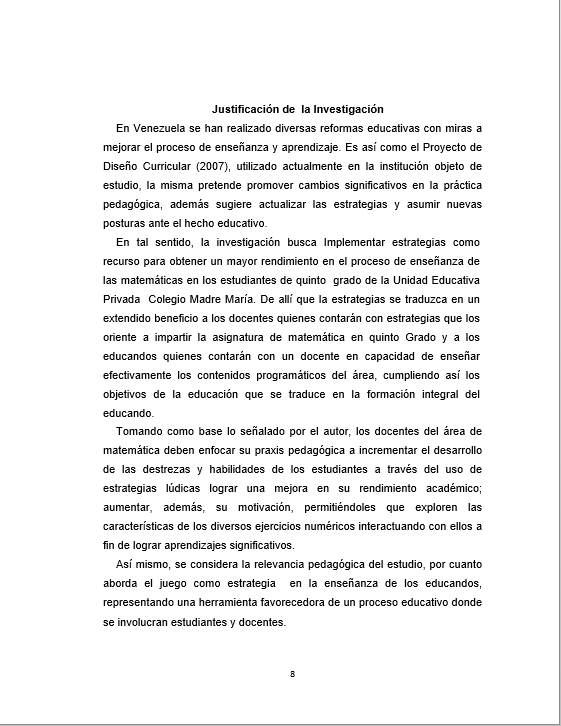 Justificación de  la Investigación
En Venezuela se han realizado diversas reformas educativas con miras a
mejorar el proceso de enseñanza y aprendizaje. Es así como el Proyecto de
Diseño Curricular (2007), utilizado actualmente en la institución objeto de
estudio, la misma pretende promover cambios significativos en la práctica
pedagógica, además sugiere actualizar las estrategias y asumir nuevas
posturas ante el hecho educativo.
En tal sentido, la investigación busca Implementar estrategias como
recurso para obtener un mayor rendimiento en el proceso de enseñanza de
las matemáticas en los estudiantes de quinto  grado de la Unidad Educativa
Privada  Colegio Madre María. De allí que la estrategias se traduzca en un
extendido beneficio a los docentes quienes contarán con estrategias que los
oriente a impartir la asignatura de matemática en quinto Grado y a los
educandos quienes contarán con un docente en capacidad de enseñar
efectivamente los contenidos programáticos del área, cumpliendo así los
objetivos de la educación que se traduce en la formación integral del
educando.
Tomando como base lo señalado por el autor, los docentes del área de
matemática deben enfocar su praxis pedagógica a incrementar el desarrollo
de las destrezas y habilidades de los estudiantes a través del uso de
estrategias lúdicas lograr una mejora en su rendimiento académico;
aumentar, además, su motivación, permitiéndoles que exploren las
características de los diversos ejercicios numéricos interactuando con ellos a
fin de lograr aprendizajes significativos.
Así mismo, se considera la relevancia pedagógica del estudio, por cuanto
aborda el juego como estrategia  en la enseñanza de los educandos,
representando una herramienta favorecedora de un proceso educativo donde
se involucran estudiantes y docentes.
8